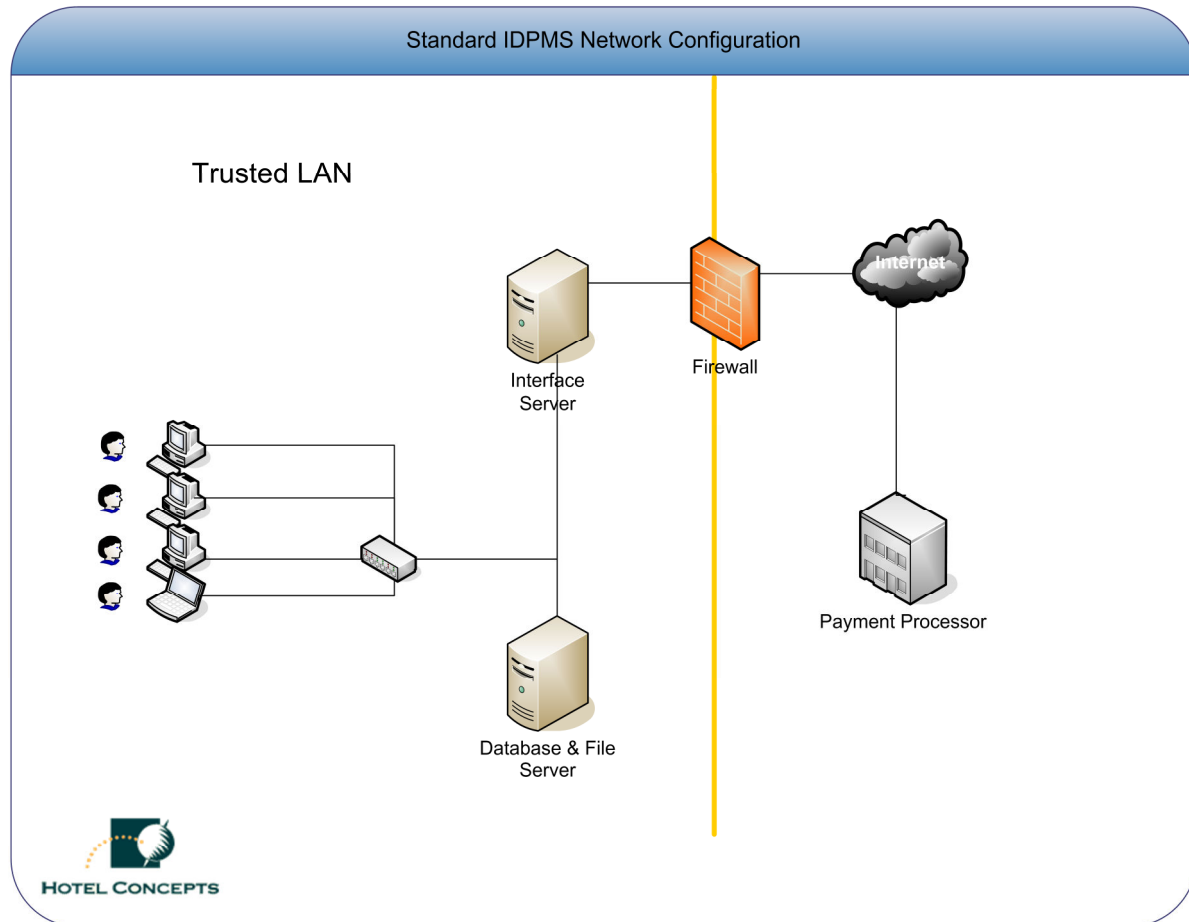 Standard IDPMS Network Configuration
Trusted LAN
Internet
Interface
Server
Firewall
Payment Processor
Database & File
Server
HOTEL CONCEPTS